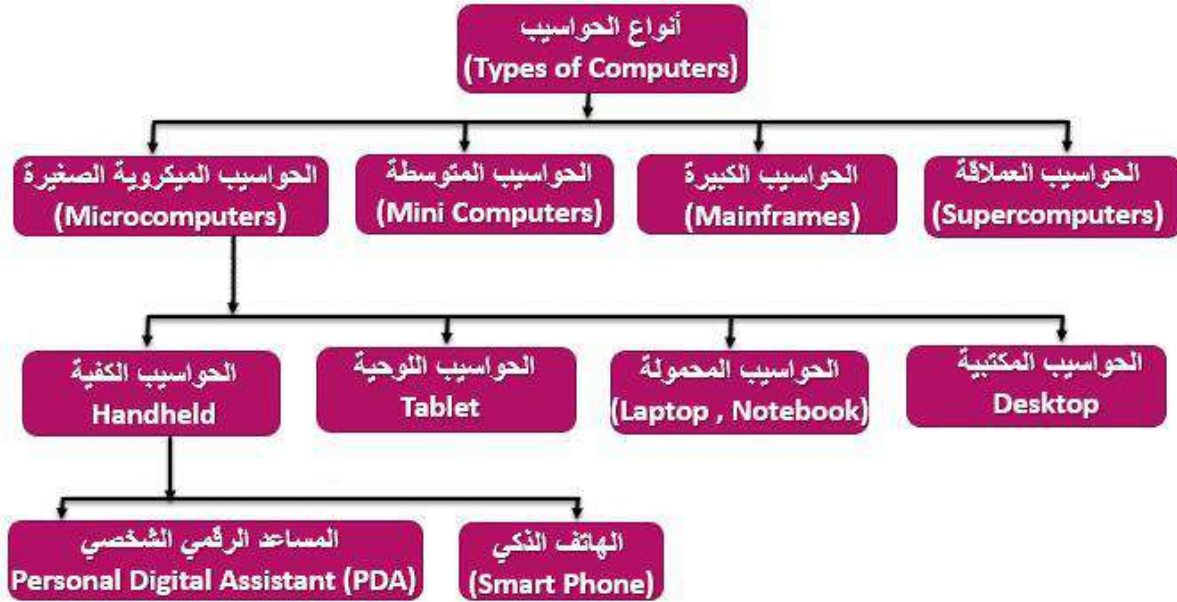 أنواع الحواسيب
(Types of Computers)
الحواسيب العملاقة
(Supercomputers)
الحواسيب الكبيرة
(Mainframes)
الحواسيب المتوسطة
(Mini Computers)
الحواسيب الميكروية الصغيرة
(Microcomputers)
الحواسيب المكتبية
Desktop
الحواسيب المحمولة
(Laptop , Notebook)
الحواسيب اللوحية
Tablet
الحواسيب الكفية
Handheld
الهاتف الذكي
(Smart Phone)
المساعد الرقمي الشخصي
Personal Digital Assistant (PDA)